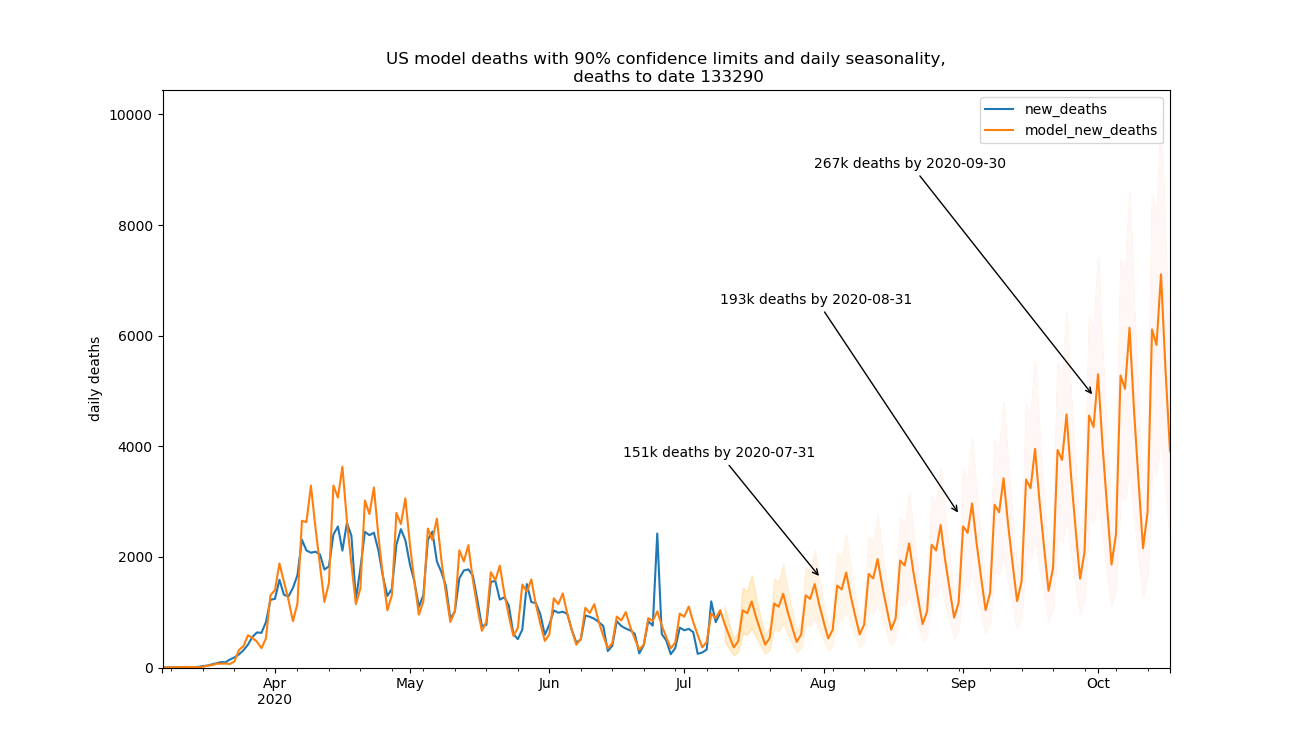 US model deaths with 90% confidence limits and daily seasonality,
deaths to date 133290
10000
8000
6000
4000
2000
0
daily deaths
new_deaths
model_new_deaths
267k deaths by 2020-09-30
193k deaths by 2020-08-31
151k deaths by 2020-07-31
Apr
2020
May
Jun
Jul
Aug
Sep
Oct